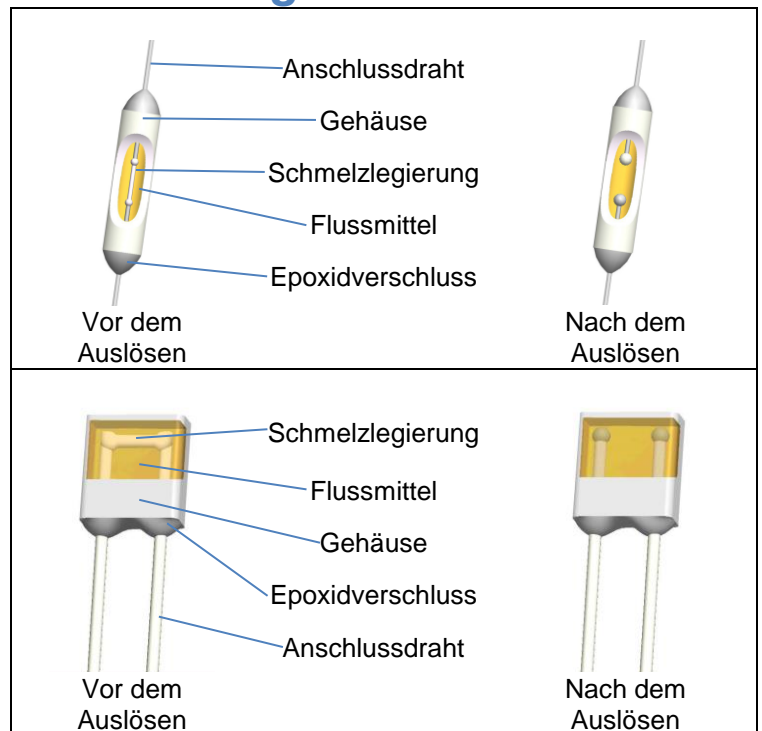 Anschlussdraht
Gehäuse
Schmelzlegierung
Flussmittel
Epoxidverschluss
Vor dem
Auslösen
Nach dem
Auslösen
Schmelzlegierung
Flussmittel
Gehäuse
Epoxidverschluss
Anschlussdraht
Vor dem
Auslösen
Nach dem
Auslösen